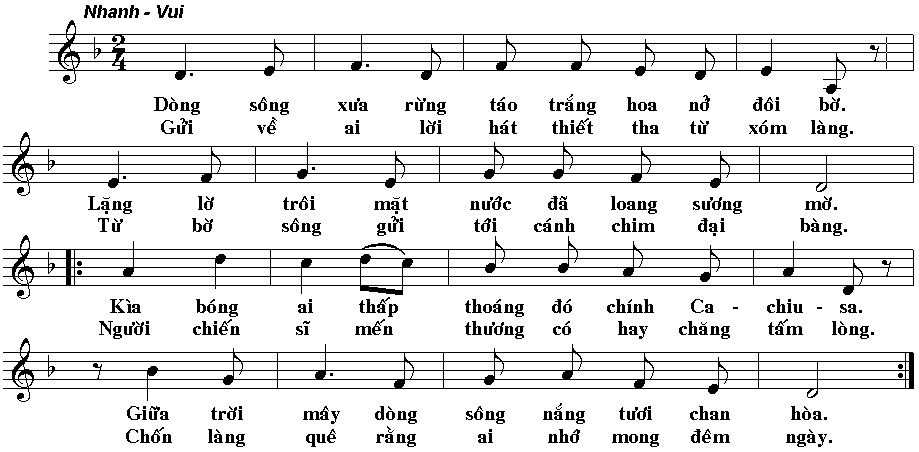 Nhanh - Vui
2
4
Dòng sông xưa rừng táo trắng hoa nở đôi bờ.
Gửi về ai lời hát thiết tha từ xóm làng.
Lặng lờ trôi mặt nước đã loang sương mờ.
Từ bờ sông gửi tới cánh chim đại bàng.
Kìa bóng ai thấp thoáng đó chính Ca - chiu - sa.
Người chiến sĩ mến thương có hay chăng tấm lòng.
Giữa trời mây dòng sông nắng tươi chan hòa.
Chốn làng quê rằng ai nhớ mong đêm ngày.